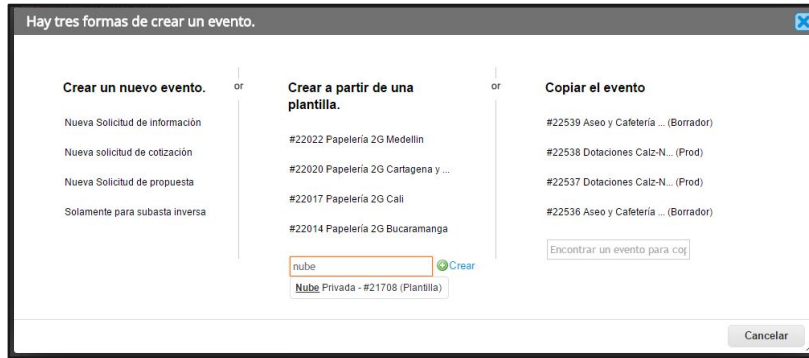 Hay tres formas de crear un evento.
Crear un nuevo evento.
Nueva Solicitud de información
Nueva solicitud de cotización
Nueva Solicitud de propuesta
Solamente para subasta inversa
or
Crear a partir de una
plantilla.
#22022 Papelería 2G Medellin
#22020 Papelería 2G Cartagena y ...
#22017 Papelería 2G Cali
#22014 Papelería 2G Bucaramanga
nube
Crear
Nube Privada - #21708 (Plantilla)
or
Copiar el evento
#22539 Aseo y Cafetería ... (Borrador)
#22538 Dotaciones Calz-N... (Prod)
#22537 Dotaciones Calz-N... (Prod)
#22536 Aseo y Cafetería ... (Borrador)
Encontrar un evento para cop
Cancelar